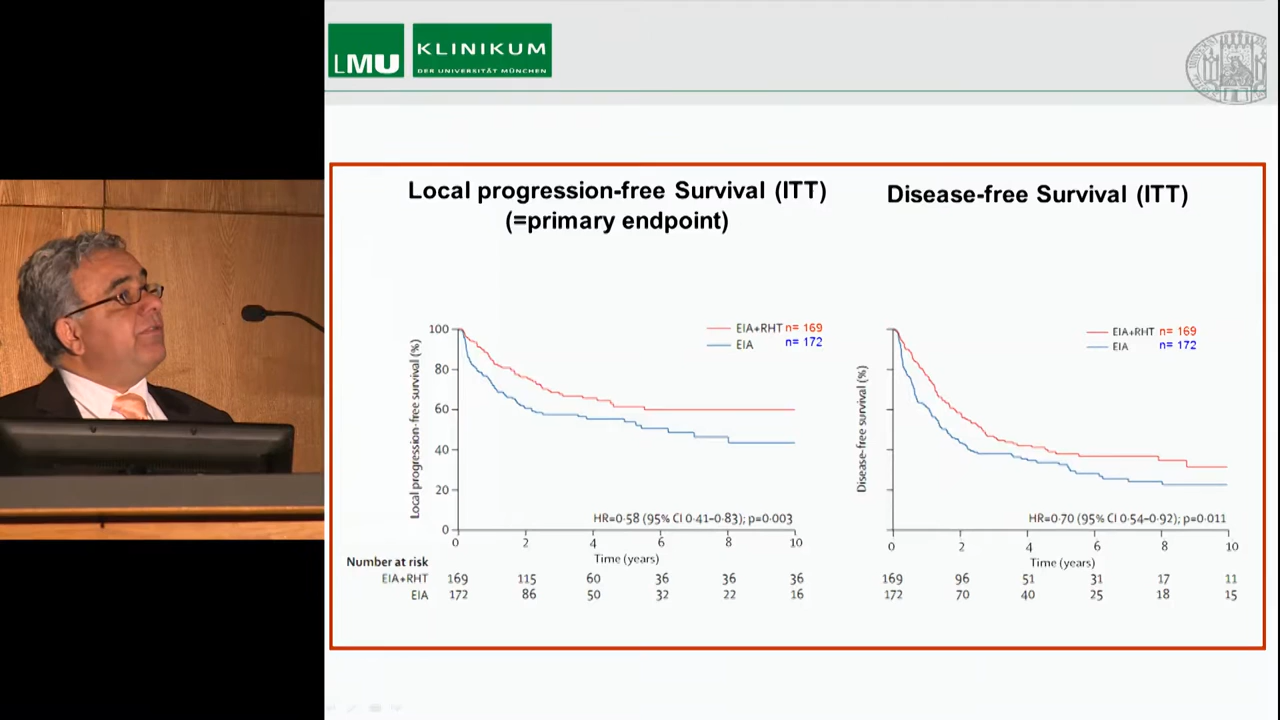 LMU
KLINIKUM
DER UNIVERSITÄT MÜNCHEN
Local progression-free Survival (ITT)
(=primary endpoint)
Local progression-free survival (%)
100
80
60
40
20
0
EIA+RHT n= 169
EIA n= 172
HR=0·58 (95% CI 0·41–0·83); p=0·003
0 2 4 6 8 10
Time (years)
Number at risk
EIA+RHT 169 115 60 36 36 36
EIA 172 86 50 32 22 16
Disease-free Survival (ITT)
Disease-free survival (%)
EIA+RHT n= 169
EIA n= 172
HR=0·70 (95% CI 0·54–0·92); p=0·011
0 2 4 6 8 10
Time (years)
169 96 51 31 17 11
172 70 40 25 18 15